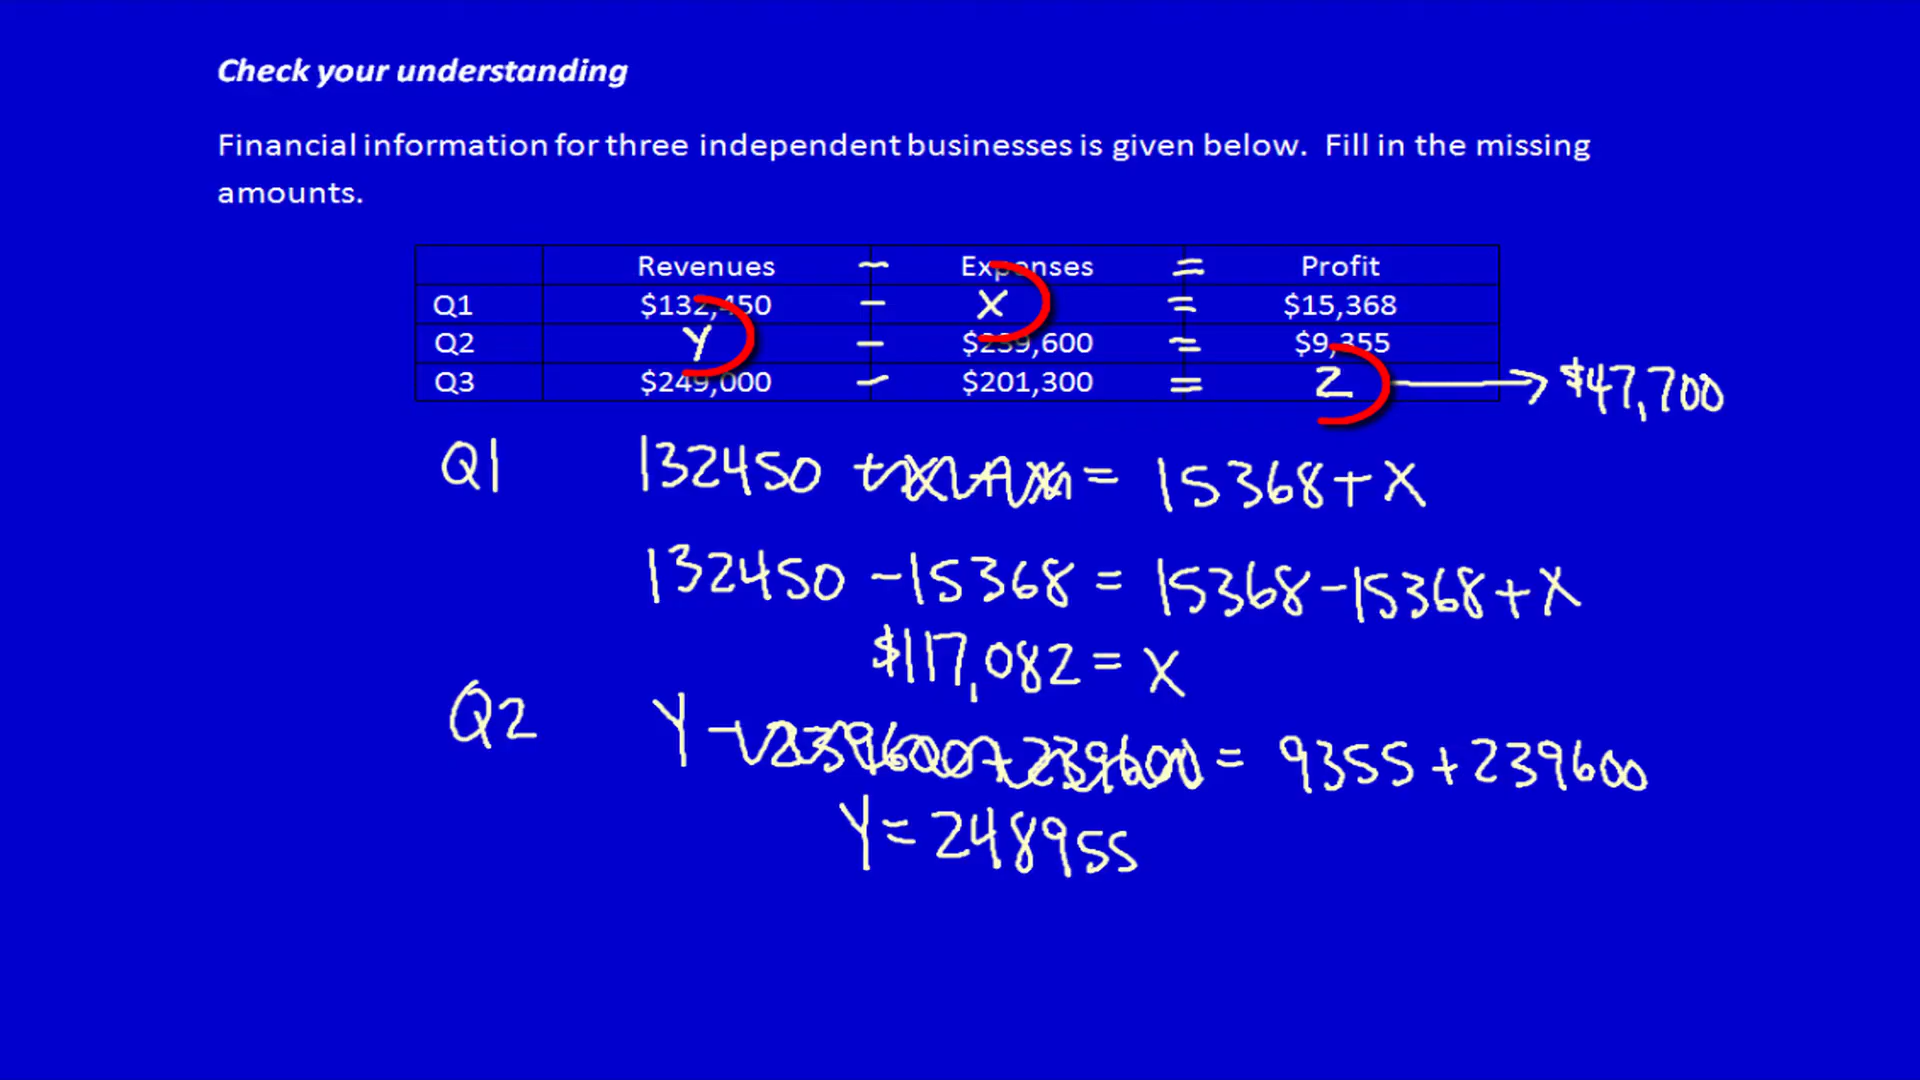 Check your understanding
Financial information for three independent businesses is given below. Fill in the missing
amounts.
Revenues − Expenses = Profit
Q1 $132,450 − X = $15,368
Q2 Y − $239,600 = $9,355
Q3 $249,000 − $201,300 = Z → $47,700
Q1 132450 = 15368+X
132450 −15368 = 15368−15368+X
$117,082 = X
Q2 Y −239600+239600 = 9355+239600
Y = 248955